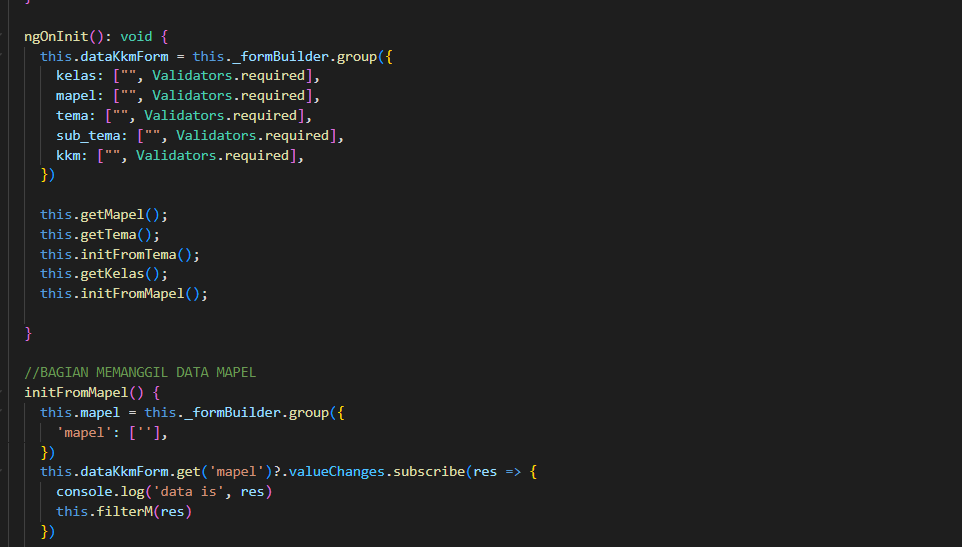 }
ngOnInit(): void {
  this.dataKkmForm = this._formBuilder.group({
    kelas: ["", Validators.required],
    mapel: ["", Validators.required],
    tema: ["", Validators.required],
    sub_tema: ["", Validators.required],
    kkm: ["", Validators.required],
  })
  this.getMapel();
  this.getTema();
  this.initFromTema();
  this.getKelas();
  this.initFromMapel();
}
//BAGIAN MEMANGGIL DATA MAPEL
initFromMapel() {
  this.mapel = this._formBuilder.group({
    'mapel': [''],
  })
  this.dataKkmForm.get('mapel')?.valueChanges.subscribe(res => {
    console.log('data is', res)
    this.filterM(res)
  })